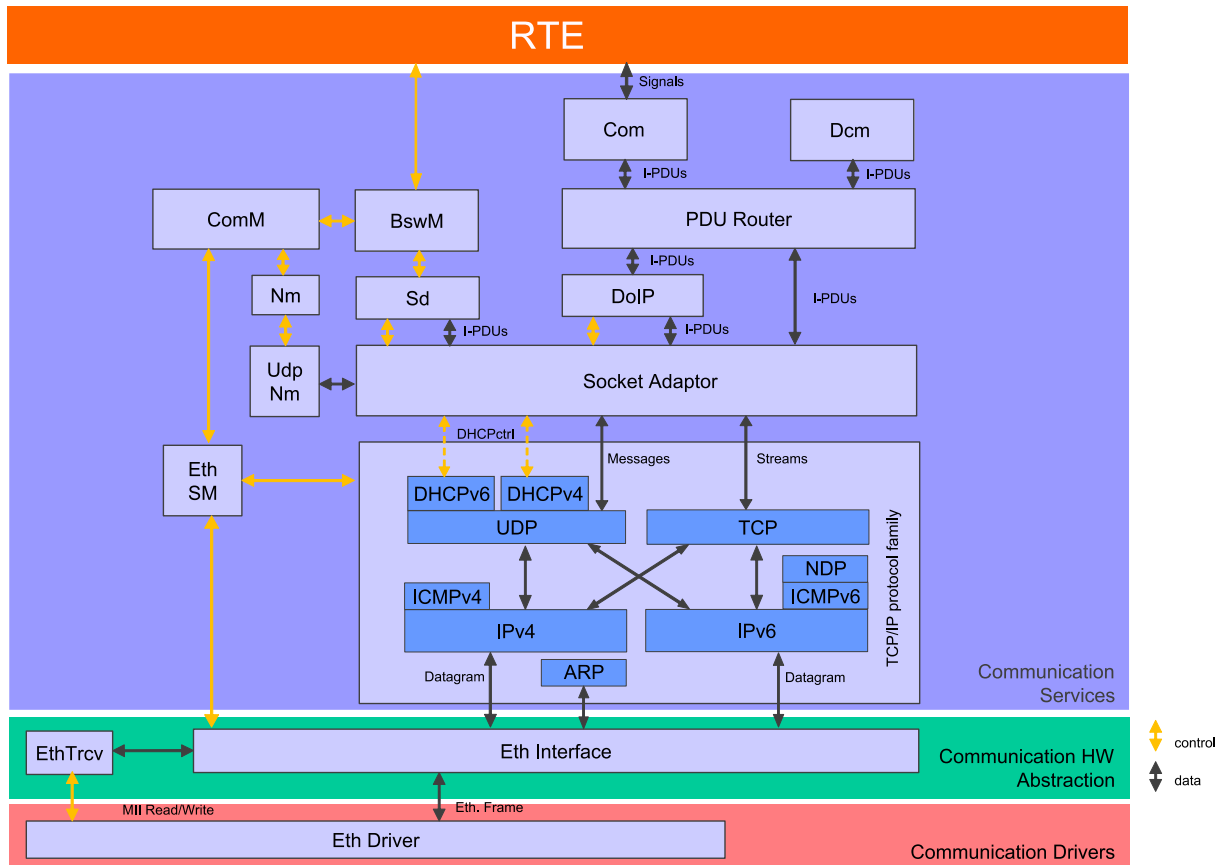 RTE
Signals
Com
Dcm
I-PDUs
I-PDUs
ComM
BswM
PDU Router
I-PDUs
Nm
Sd
DoIP
I-PDUs
I-PDUs
I-PDUs
Udp
Nm
Socket Adaptor
DHCPctrl
Messages
Streams
Eth
SM
DHCPv6
DHCPv4
UDP
TCP
NDP
ICMPv4
ICMPv6
IPv4
IPv6
TCP/IP protocol family
ARP
Datagram
Datagram
Communication
Services
EthTrcv
Eth Interface
Communication HW
Abstraction
control
data
MII Read/Write
Eth. Frame
Eth Driver
Communication Drivers